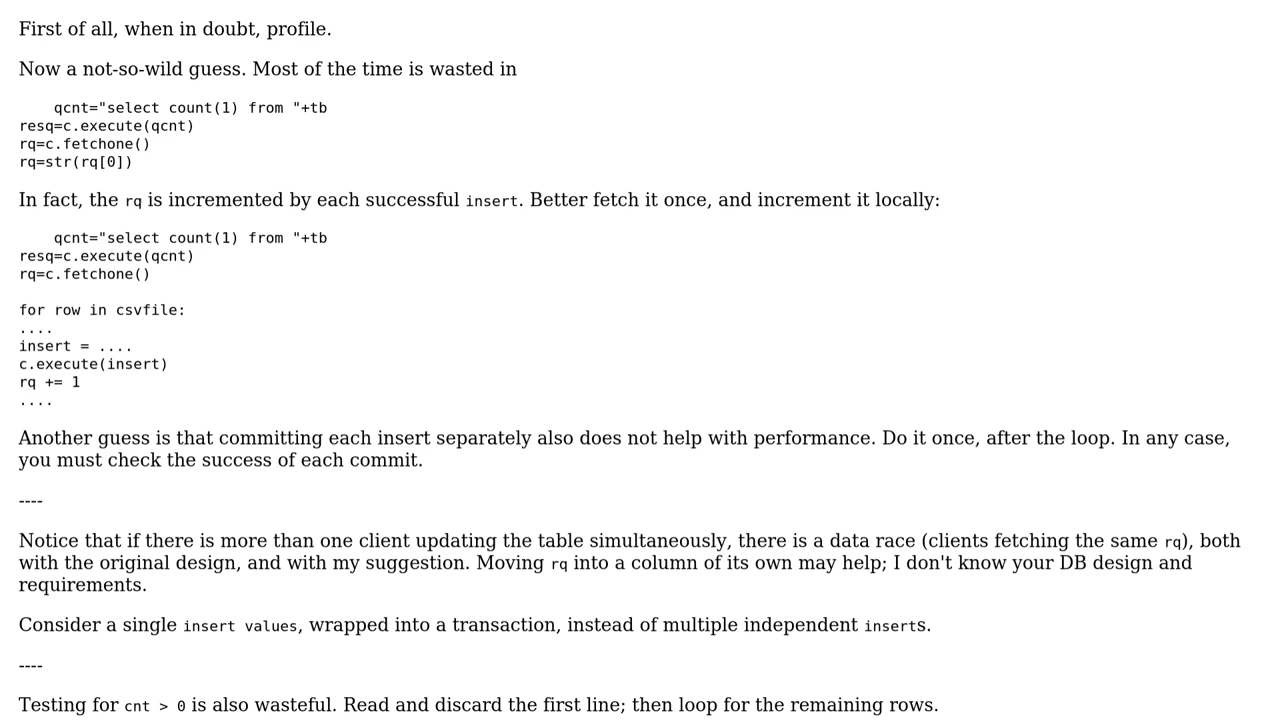 First of all, when in doubt, profile.
Now a not-so-wild guess. Most of the time is wasted in
    qcnt="select count(1) from "+tb
resq=c.execute(qcnt)
rq=c.fetchone()
rq=str(rq[0])
In fact, the rq is incremented by each successful insert. Better fetch it once, and increment it locally:
    qcnt="select count(1) from "+tb
resq=c.execute(qcnt)
rq=c.fetchone()
for row in csvfile:
....
insert = ....
c.execute(insert)
rq += 1
....
Another guess is that committing each insert separately also does not help with performance. Do it once, after the loop. In any case,
you must check the success of each commit.
----
Notice that if there is more than one client updating the table simultaneously, there is a data race (clients fetching the same rq), both
with the original design, and with my suggestion. Moving rq into a column of its own may help; I don't know your DB design and
requirements.
Consider a single insert values, wrapped into a transaction, instead of multiple independent inserts.
----
Testing for cnt > 0 is also wasteful. Read and discard the first line; then loop for the remaining rows.